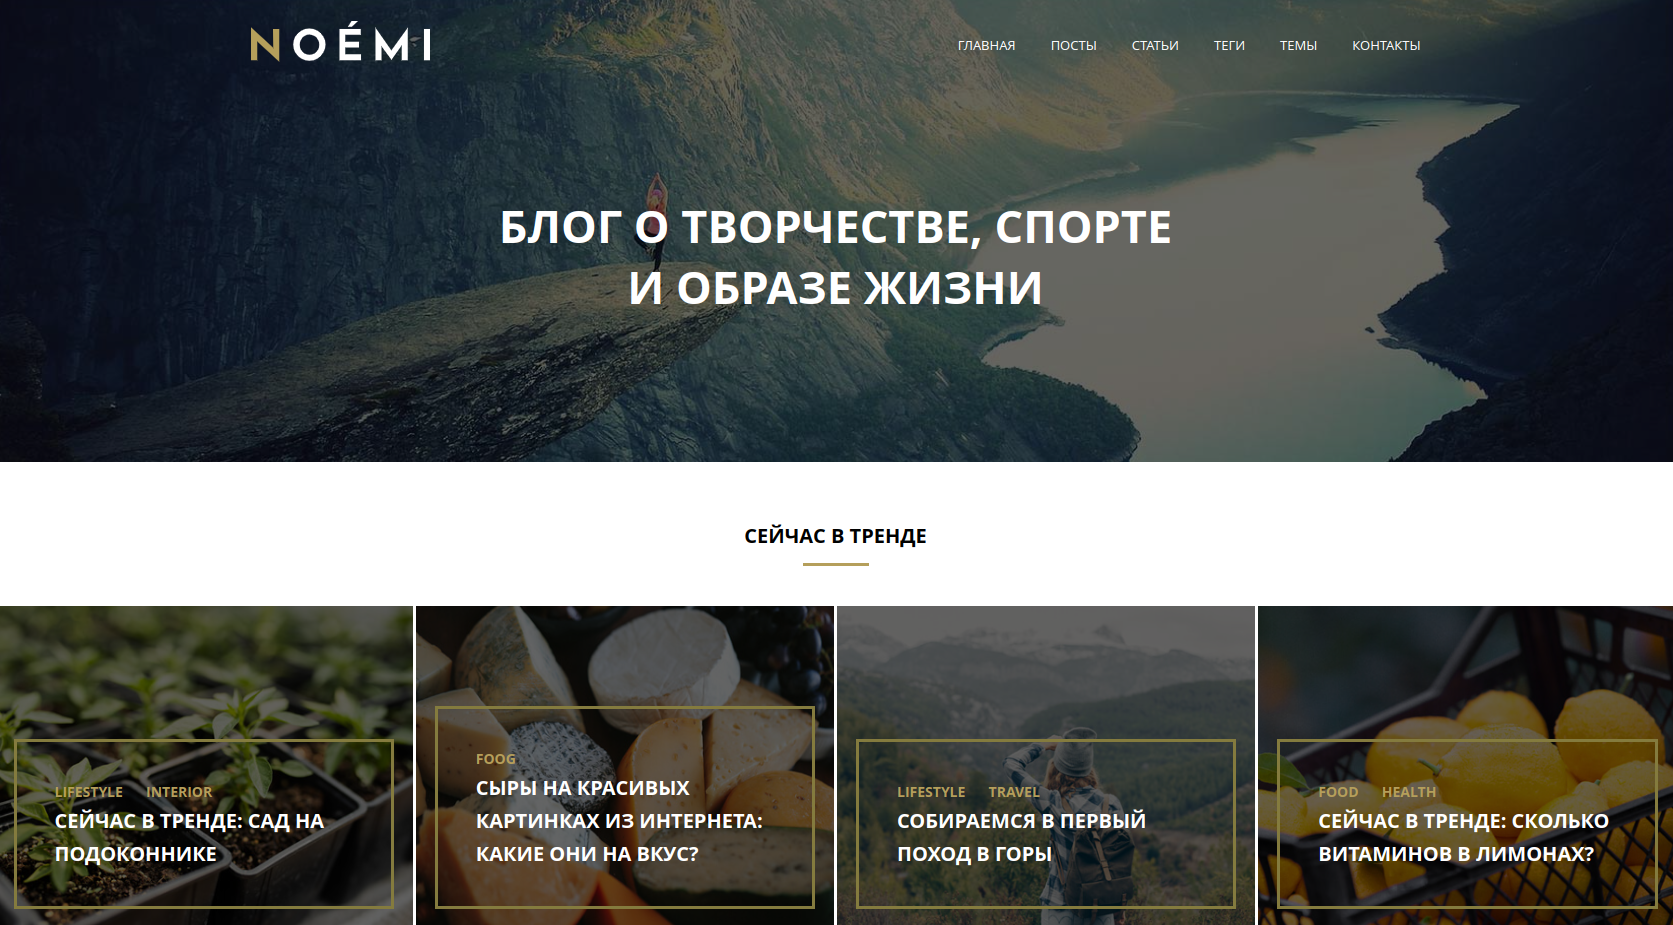 NOÉMI
ГЛАВНАЯ ПОСТЫ СТАТЬИ ТЕГИ ТЕМЫ КОНТАКТЫ
БЛОГ О ТВОРЧЕСТВЕ, СПОРТЕ
И ОБРАЗЕ ЖИЗНИ
СЕЙЧАС В ТРЕНДЕ
LIFESTYLE INTERIOR
СЕЙЧАС В ТРЕНДЕ: САД НА
ПОДОКОННИКЕ
FOOG
СЫРЫ НА КРАСИВЫХ
КАРТИНКАХ ИЗ ИНТЕРНЕТА:
КАКИЕ ОНИ НА ВКУС?
LIFESTYLE TRAVEL
СОБИРАЕМСЯ В ПЕРВЫЙ
ПОХОД В ГОРЫ
FOOD HEALTH
СЕЙЧАС В ТРЕНДЕ: СКОЛЬКО
ВИТАМИНОВ В ЛИМОНАХ?